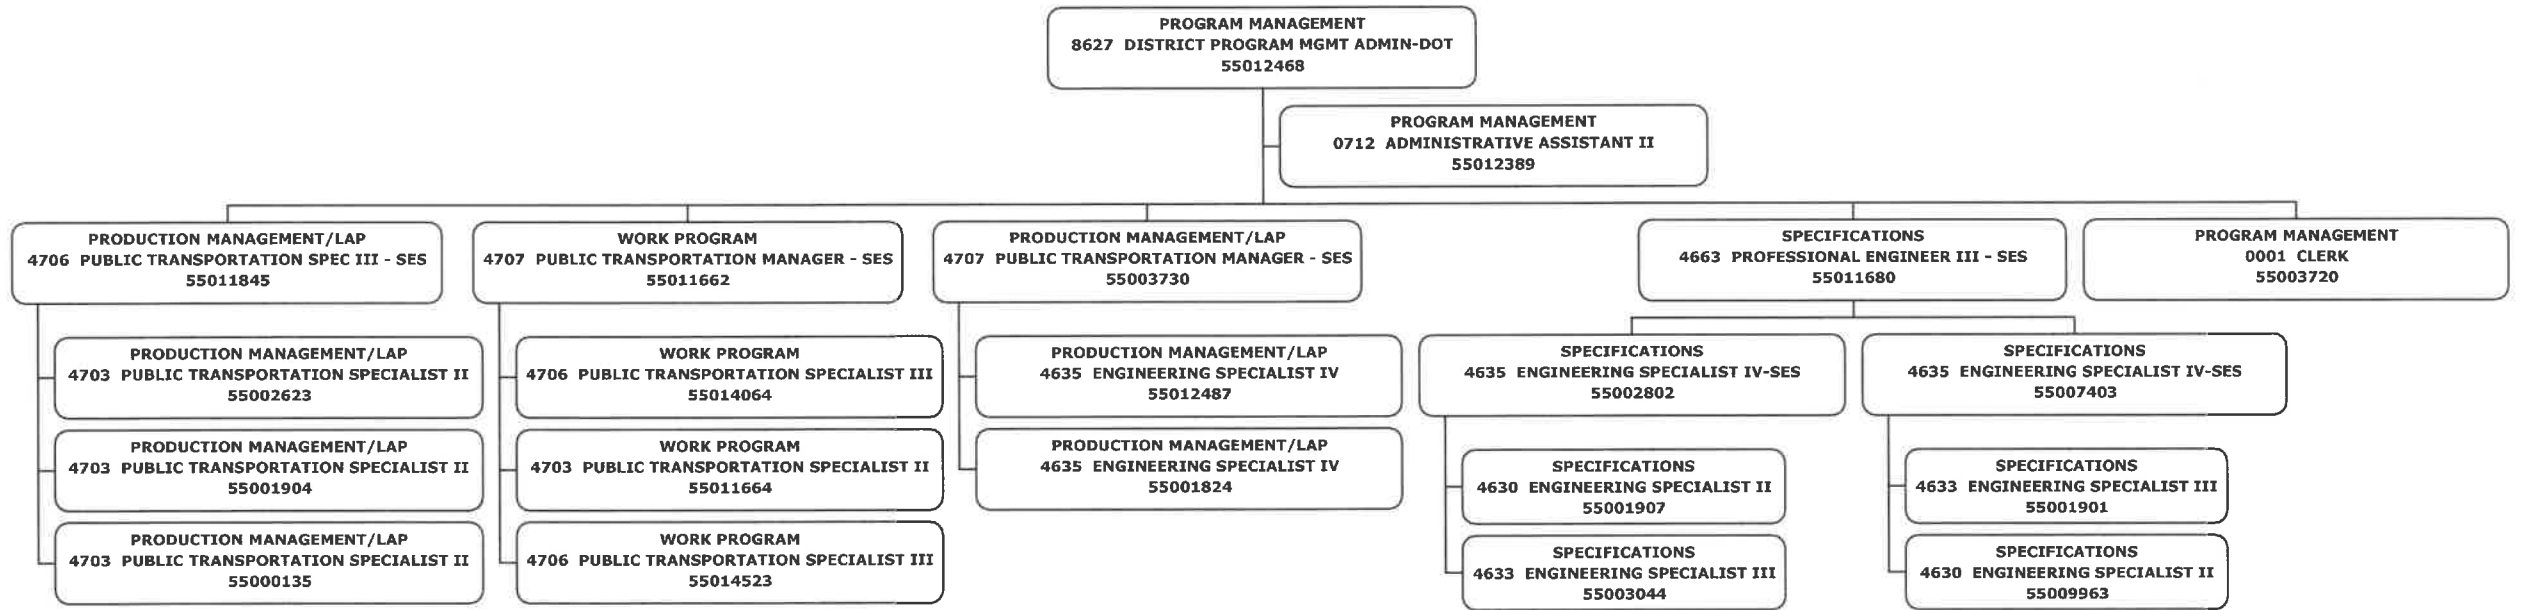 PROGRAM MANAGEMENT
8627 DISTRICT PROGRAM MGMT ADMIN-DOT
55012468
PROGRAM MANAGEMENT
0712 ADMINISTRATIVE ASSISTANT II
55012389
PRODUCTION MANAGEMENT/LAP
4706 PUBLIC TRANSPORTATION SPEC III - SES
55011845
WORK PROGRAM
4707 PUBLIC TRANSPORTATION MANAGER - SES
55011662
PRODUCTION MANAGEMENT/LAP
4707 PUBLIC TRANSPORTATION MANAGER - SES
55003730
SPECIFICATIONS
4663 PROFESSIONAL ENGINEER III - SES
55011680
PROGRAM MANAGEMENT
0001 CLERK
55003720
PRODUCTION MANAGEMENT/LAP
4703 PUBLIC TRANSPORTATION SPECIALIST II
55002623
WORK PROGRAM
4706 PUBLIC TRANSPORTATION SPECIALIST III
55014064
PRODUCTION MANAGEMENT/LAP
4635 ENGINEERING SPECIALIST IV
55012487
SPECIFICATIONS
4635 ENGINEERING SPECIALIST IV-SES
55002802
SPECIFICATIONS
4635 ENGINEERING SPECIALIST IV-SES
55007403
PRODUCTION MANAGEMENT/LAP
4703 PUBLIC TRANSPORTATION SPECIALIST II
55001904
WORK PROGRAM
4703 PUBLIC TRANSPORTATION SPECIALIST II
55011664
PRODUCTION MANAGEMENT/LAP
4635 ENGINEERING SPECIALIST IV
55001824
SPECIFICATIONS
4630 ENGINEERING SPECIALIST II
55001907
SPECIFICATIONS
4633 ENGINEERING SPECIALIST III
55001901
PRODUCTION MANAGEMENT/LAP
4703 PUBLIC TRANSPORTATION SPECIALIST II
55000135
WORK PROGRAM
4706 PUBLIC TRANSPORTATION SPECIALIST III
55014523
SPECIFICATIONS
4633 ENGINEERING SPECIALIST III
55003044
SPECIFICATIONS
4630 ENGINEERING SPECIALIST II
55009963